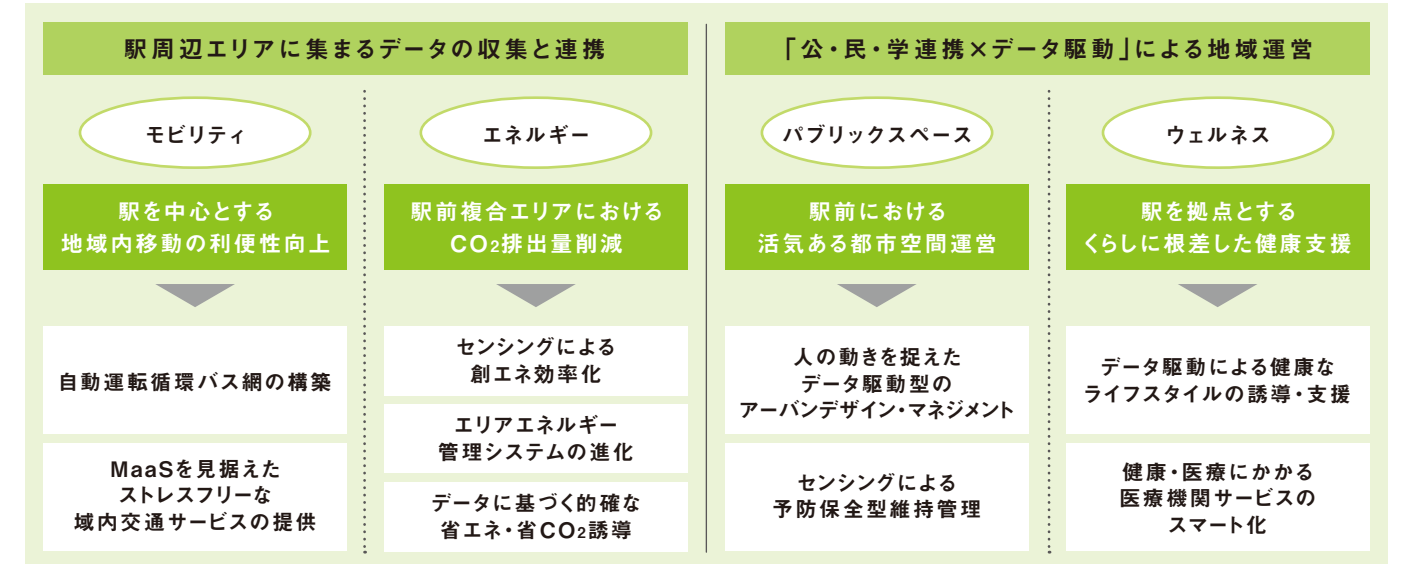 駅周辺エリアに集まるデータの収集と連携
モビリティ
駅を中心とする
地域内移動の利便性向上
自動運転循環バス網の構築
MaaSを見据えた
ストレスフリーな
域内交通サービスの提供
エネルギー
駅前複合エリアにおける
CO2排出量削減
センシングによる
創エネ効率化
エリアエネルギー
管理システムの進化
データに基づく的確な
省エネ・省CO2誘導
「公・民・学連携×データ駆動」による地域運営
パブリックスペース
駅前における
活気ある都市空間運営
人の動きを捉えた
データ駆動型の
アーバンデザイン・マネジメント
センシングによる
予防保全型維持管理
ウェルネス
駅を拠点とする
くらしに根差した健康支援
データ駆動による健康な
ライフスタイルの誘導・支援
健康・医療にかかる
医療機関サービスの
スマート化